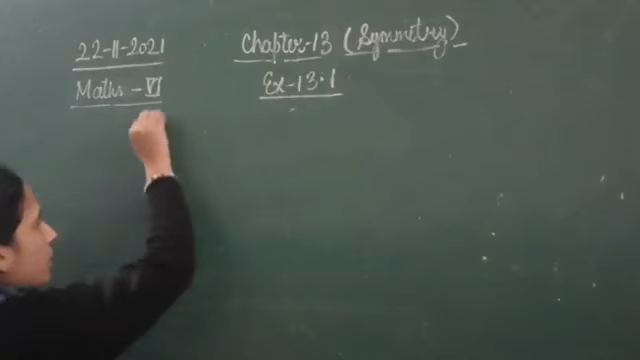 22-11-2021
Maths - VI
Chapter-13 (Symmetry)
Ex-13.1